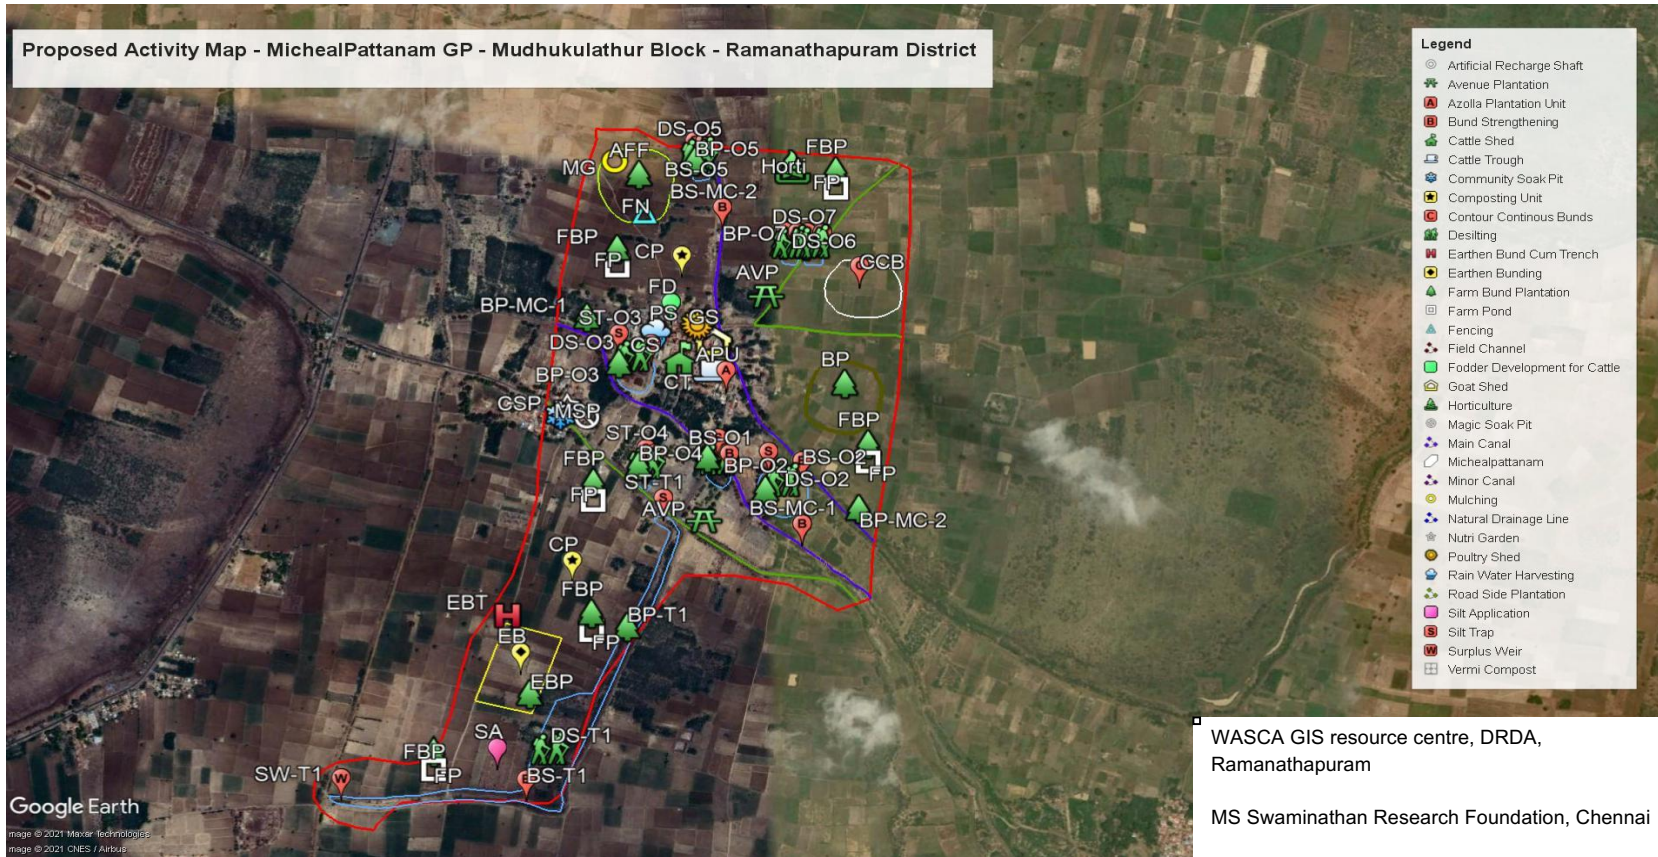 Proposed Activity Map - MichealPattanam GP - Mudhukulathur Block - Ramanathapuram District
Legend
Artificial Recharge Shaft
Avenue Plantation
A Azolla Plantation Unit
B Bund Strengthening
Cattle Shed
Cattle Trough
Community Soak Pit
Composting Unit
C Contour Continous Bunds
Desilting
H Earthen Bund Cum Trench
Earthen Bunding
Farm Bund Plantation
Farm Pond
Fencing
Field Channel
Fodder Development for Cattle
Goat Shed
Horticulture
Magic Soak Pit
Main Canal
Michealpattanam
Minor Canal
Mulching
Natural Drainage Line
Nutri Garden
Poultry Shed
Rain Water Harvesting
Road Side Plantation
Silt Application
S Silt Trap
W Surplus Weir
Vermi Compost
DS-O5
BP-O5
BS-O5
AFF
MG
FN
BS-MC-2
B
Horti
FBP
FP
DS-O7
BP-O7
DS-O6
FBP
FP
CP
AVP
CCB
FD
BP-MC-1
ST-O3
S
PS
GS
DS-O3
CS
APU
A
BP-O3
CT
BP
CSP
MSP
FBP
FP
ST-O4
BS-O1
B
BP-O4
BP-O2
S
BS-O2
DS-O2
FBP
FP
ST-T1
S
AVP
BS-MC-1
B
BP-MC-2
CP
FBP
FP
EBT
H
EB
BP-T1
EBP
SA
DS-T1
FBP
FP
SW-T1
W
BS-T1
Google Earth
mage © 2021 Maxar Technologies
mage © 2021 CNES / Airbus
WASCA GIS resource centre, DRDA,
Ramanathapuram
MS Swaminathan Research Foundation, Chennai